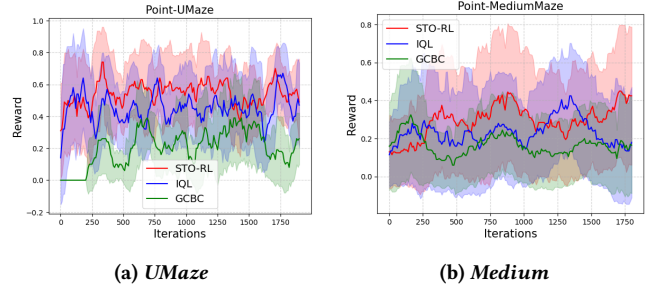 Point-UMaze
1.0
0.8
0.6
0.4
0.2
0.0
−0.2
Reward
STO-RL
IQL
GCBC
0 250 500 750 1000 1250 1500 1750
Iterations
(a) UMaze
Point-MediumMaze
0.8
0.6
0.4
0.2
0.0
Reward
STO-RL
IQL
GCBC
0 250 500 750 1000 1250 1500 1750
Iterations
(b) Medium